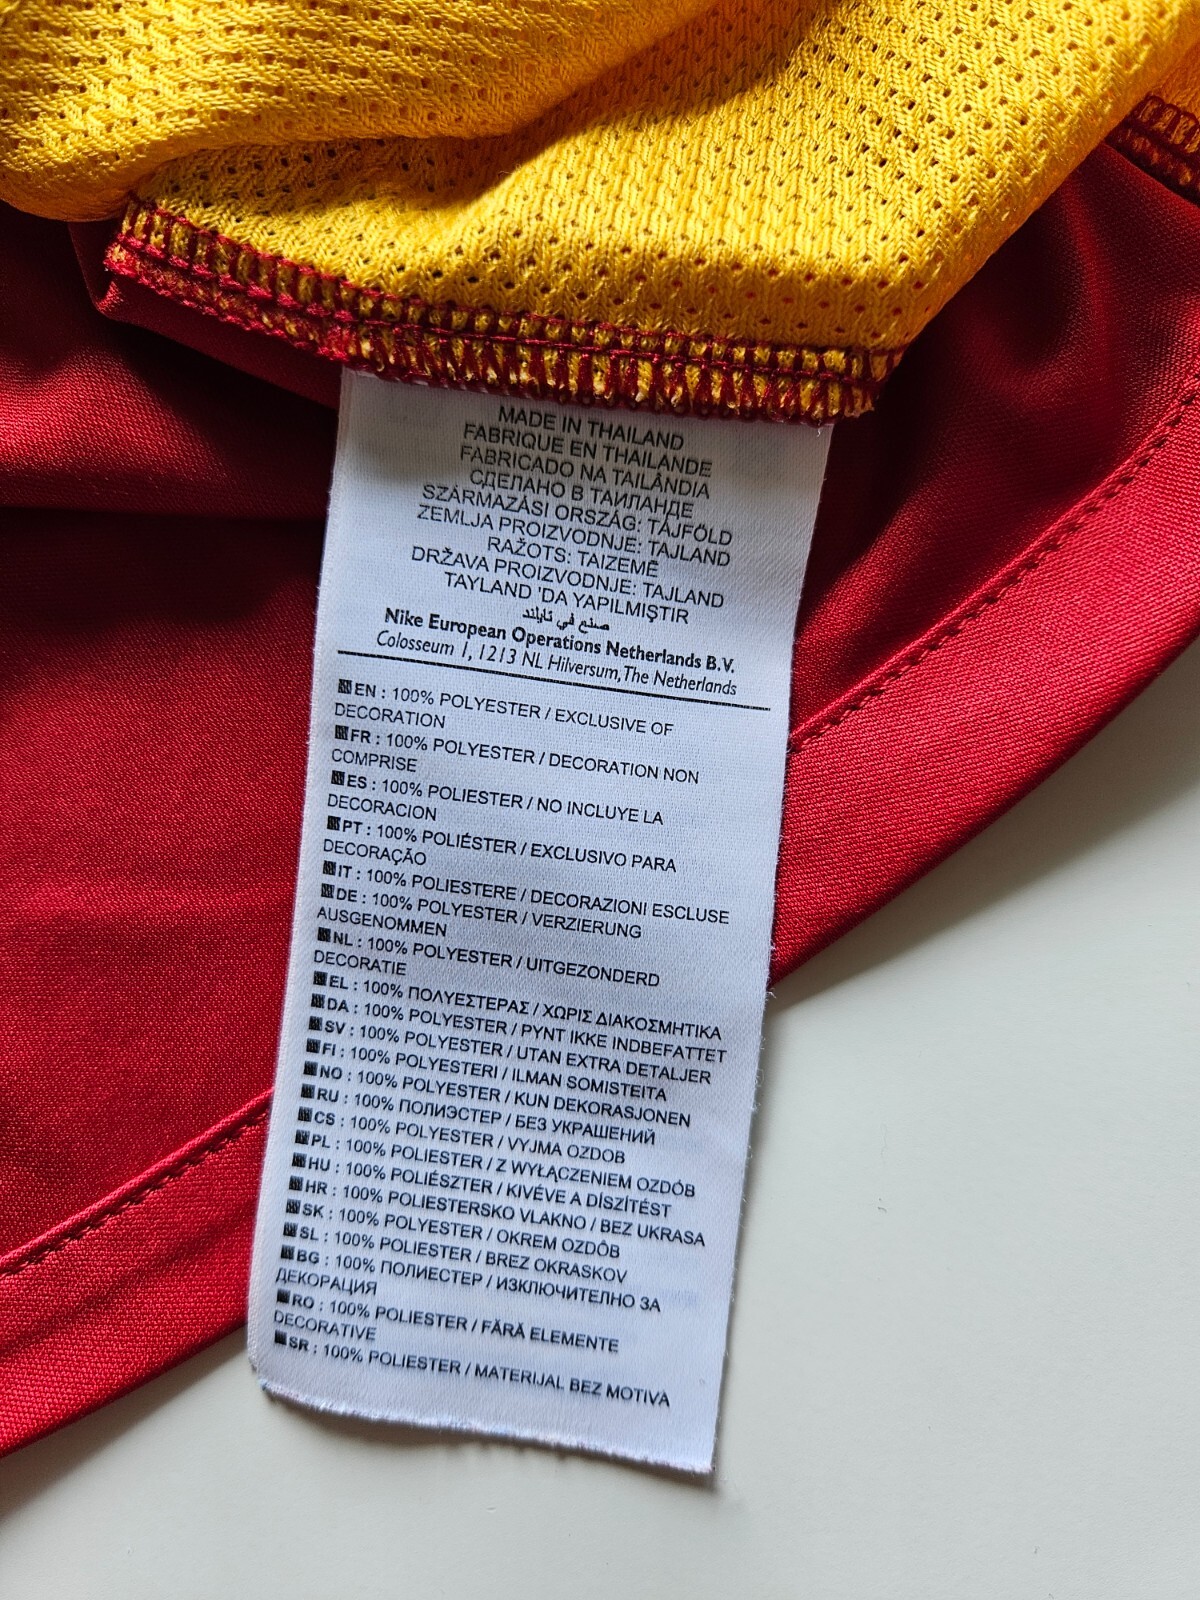 MADE IN THAILAND
FABRIQUE EN THAILANDE
FABRICADO NA TAILÂNDIA
СДЕЛАНО В ТАИЛАНДЕ
SZÁRMAZÁSI ORSZÁG: TÁJFÖLD
ZEMLJA PROIZVODNJE: TAJLAND
RAŽOTS: TAIZEMĒ
DRŽAVA PROIZVODNJE: TAJLAND
TAYLAND 'DA YAPILMIŞTIR
صنع في تايلند
Nike European Operations Netherlands B.V.
Colosseum 1, 1213 NL Hilversum, The Netherlands
EN : 100% POLYESTER / EXCLUSIVE OF
DECORATION
FR : 100% POLYESTER / DECORATION NON
COMPRISE
ES : 100% POLIESTER / NO INCLUYE LA
DECORACION
PT : 100% POLIÉSTER / EXCLUSIVO PARA
DECORAÇÃO
IT : 100% POLIESTERE / DECORAZIONI ESCLUSE
DE : 100% POLYESTER / VERZIERUNG
AUSGENOMMEN
NL : 100% POLYESTER / UITGEZONDERD
DECORATIE
EL : 100% ΠΟΛΥΕΣΤΕΡΑΣ / ΧΩΡΙΣ ΔΙΑΚΟΣΜΗΤΙΚΑ
DA : 100% POLYESTER / PYNT IKKE INDBEFATTET
SV : 100% POLYESTER / UTAN EXTRA DETALJER
FI : 100% POLYESTERI / ILMAN SOMISTEITA
NO : 100% POLYESTER / KUN DEKORASJONEN
RU : 100% ПОЛИЭСТЕР / БЕЗ УКРАШЕНИЙ
CS : 100% POLYESTER / VYJMA OZDOB
PL : 100% POLIESTER / Z WYŁĄCZENIEM OZDÓB
HU : 100% POLIÉSZTER / KIVÉVE A DÍSZÍTÉST
HR : 100% POLIESTERSKO VLAKNO / BEZ UKRASA
SK : 100% POLYESTER / OKREM OZDÔB
SL : 100% POLIESTER / BREZ OKRASKOV
BG : 100% ПОЛИЕСТЕР / ИЗКЛЮЧИТЕЛНО ЗА
ДЕКОРАЦИЯ
RO : 100% POLIESTER / FĂRĂ ELEMENTE
DECORATIVE
SR : 100% POLIESTER / MATERIJAL BEZ MOTIVA